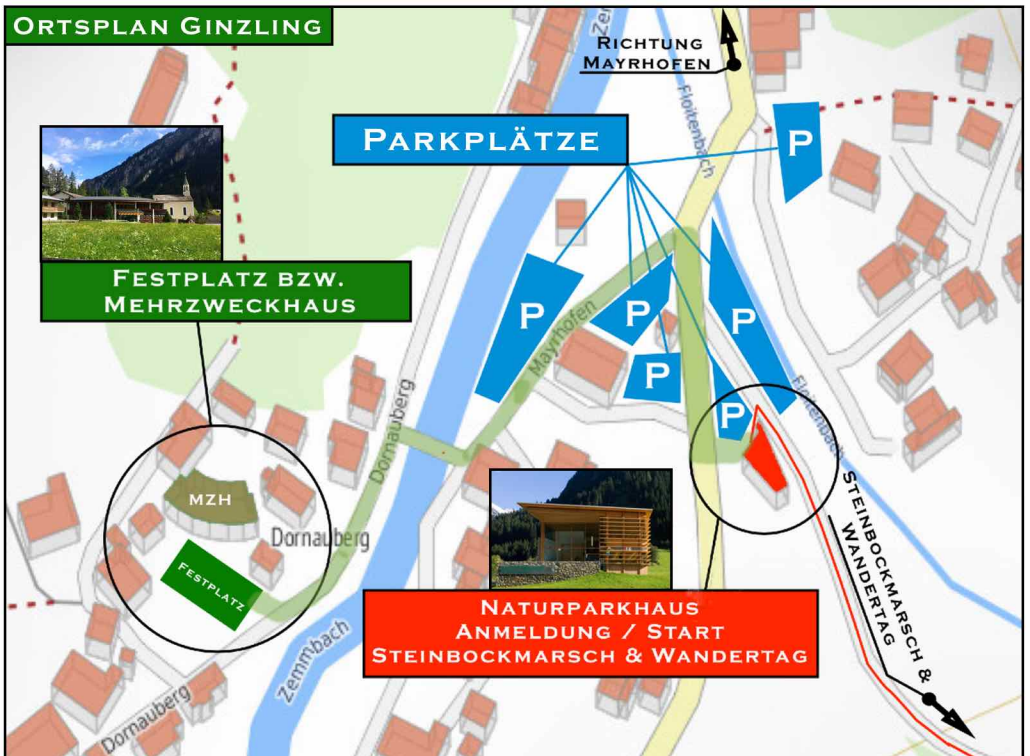 Ortsplan Ginzling
Richtung
Mayrhofen
Zem
Floitenbach
Parkplätze
P
Festplatz bzw.
Mehrzweckhaus
P
P
P
P
P
Mayrhofen
Dornauberg
Floitenbach
MZH
Dornauberg
Festplatz
Steinbockmarsch &
Wandertag
Naturparkhaus
Anmeldung / Start
Steinbockmarsch & Wandertag
Zemmbach
Dornauberg